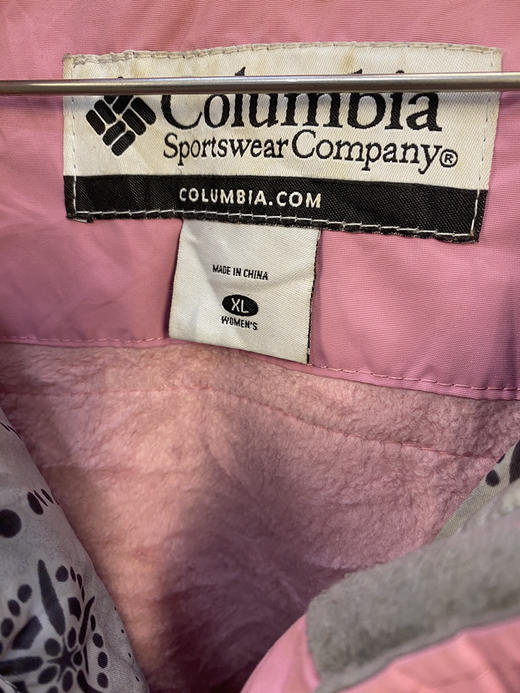 Columbia
Sportswear Company®
COLUMBIA.COM
MADE IN CHINA
XL
WOMEN'S